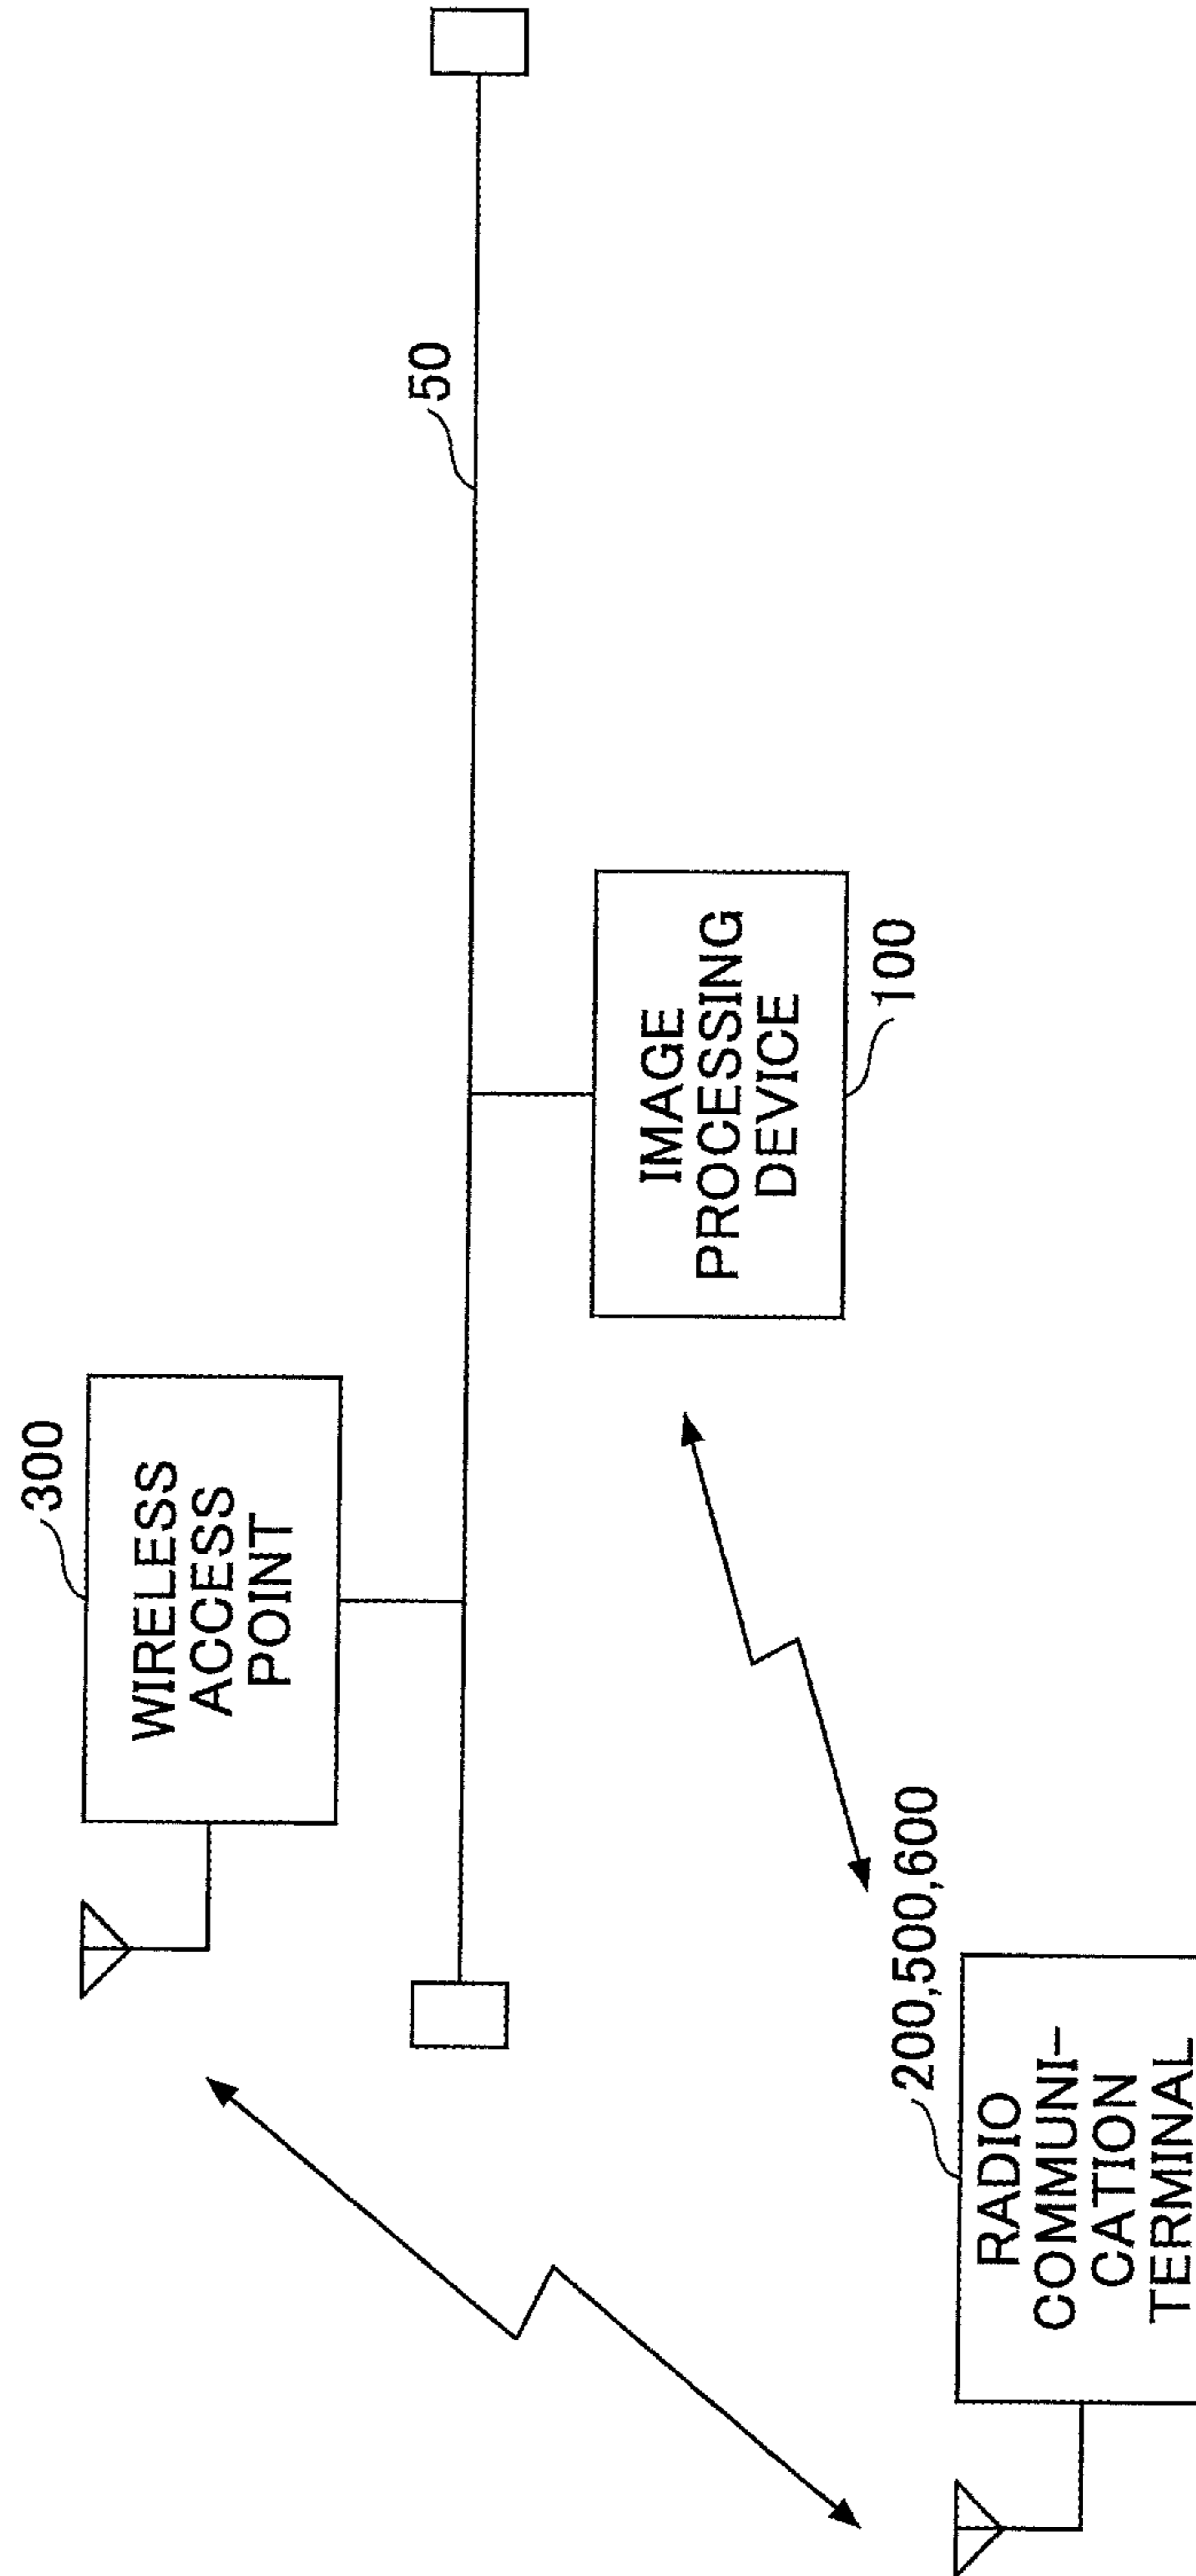 300
WIRELESS
ACCESS
POINT
50
IMAGE
PROCESSING
DEVICE
100
200,500,600
RADIO
COMMUNI-
CATION
TERMINAL